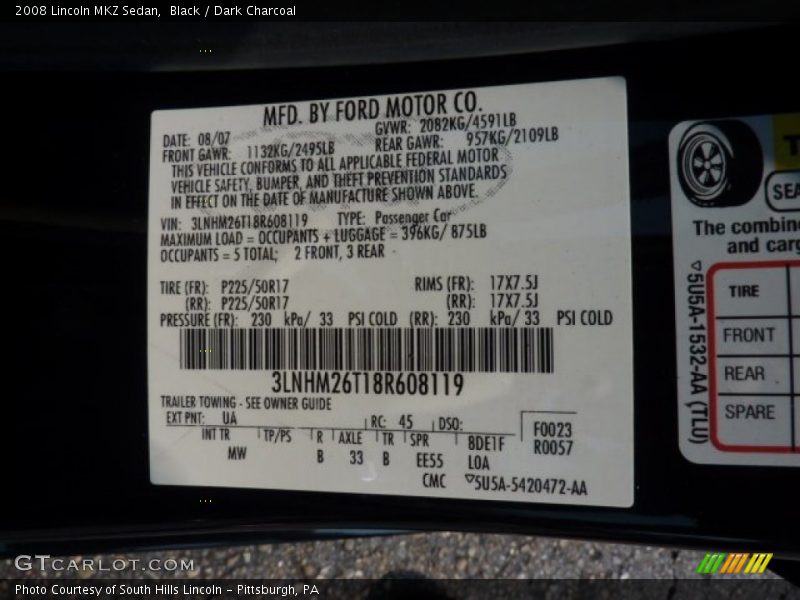 2008 Lincoln MKZ Sedan,  Black / Dark Charcoal
MFD. BY FORD MOTOR CO.
DATE: 08/07 GVWR: 2082KG/4591LB
FRONT GAWR: 1132KG/2495LB REAR GAWR: 957KG/2109LB
THIS VEHICLE CONFORMS TO ALL APPLICABLE FEDERAL MOTOR
VEHICLE SAFETY, BUMPER, AND THEFT PREVENTION STANDARDS
IN EFFECT ON THE DATE OF MANUFACTURE SHOWN ABOVE.
VIN: 3LNHM26T18R608119 TYPE: Passenger Car
MAXIMUM LOAD = OCCUPANTS + LUGGAGE = 396KG/ 875LB
OCCUPANTS = 5 TOTAL; 2 FRONT, 3 REAR
TIRE (FR): P225/50R17 RIMS (FR): 17X7.5J
(RR): P225/50R17 (RR): 17X7.5J
PRESSURE (FR): 230 kPa/ 33 PSI COLD (RR): 230 kPa/ 33 PSI COLD
3LNHM26T18R608119
TRAILER TOWING - SEE OWNER GUIDE
EXT PNT: UA RC: 45 DSO: F0023
INT TR TP/PS R AXLE TR SPR 8DE1F R0057
MW B 33 B EE55 LOA
CMC ▽5U5A-5420472-AA
SEA
The combin
and carg
TIRE
FRONT
REAR
SPARE
▽5U5A-1532-AA (TLU)
GTCARLOT.COM
Photo Courtesy of South Hills Lincoln - Pittsburgh, PA